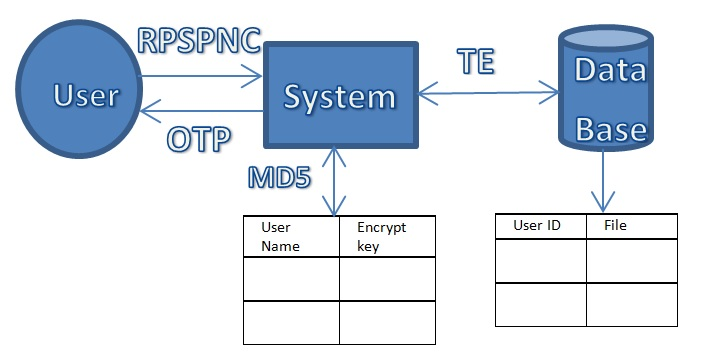 RPSPNC
User
OTP
System
TE
Data
Base
MD5
User
Name
Encrypt
key
User ID
File